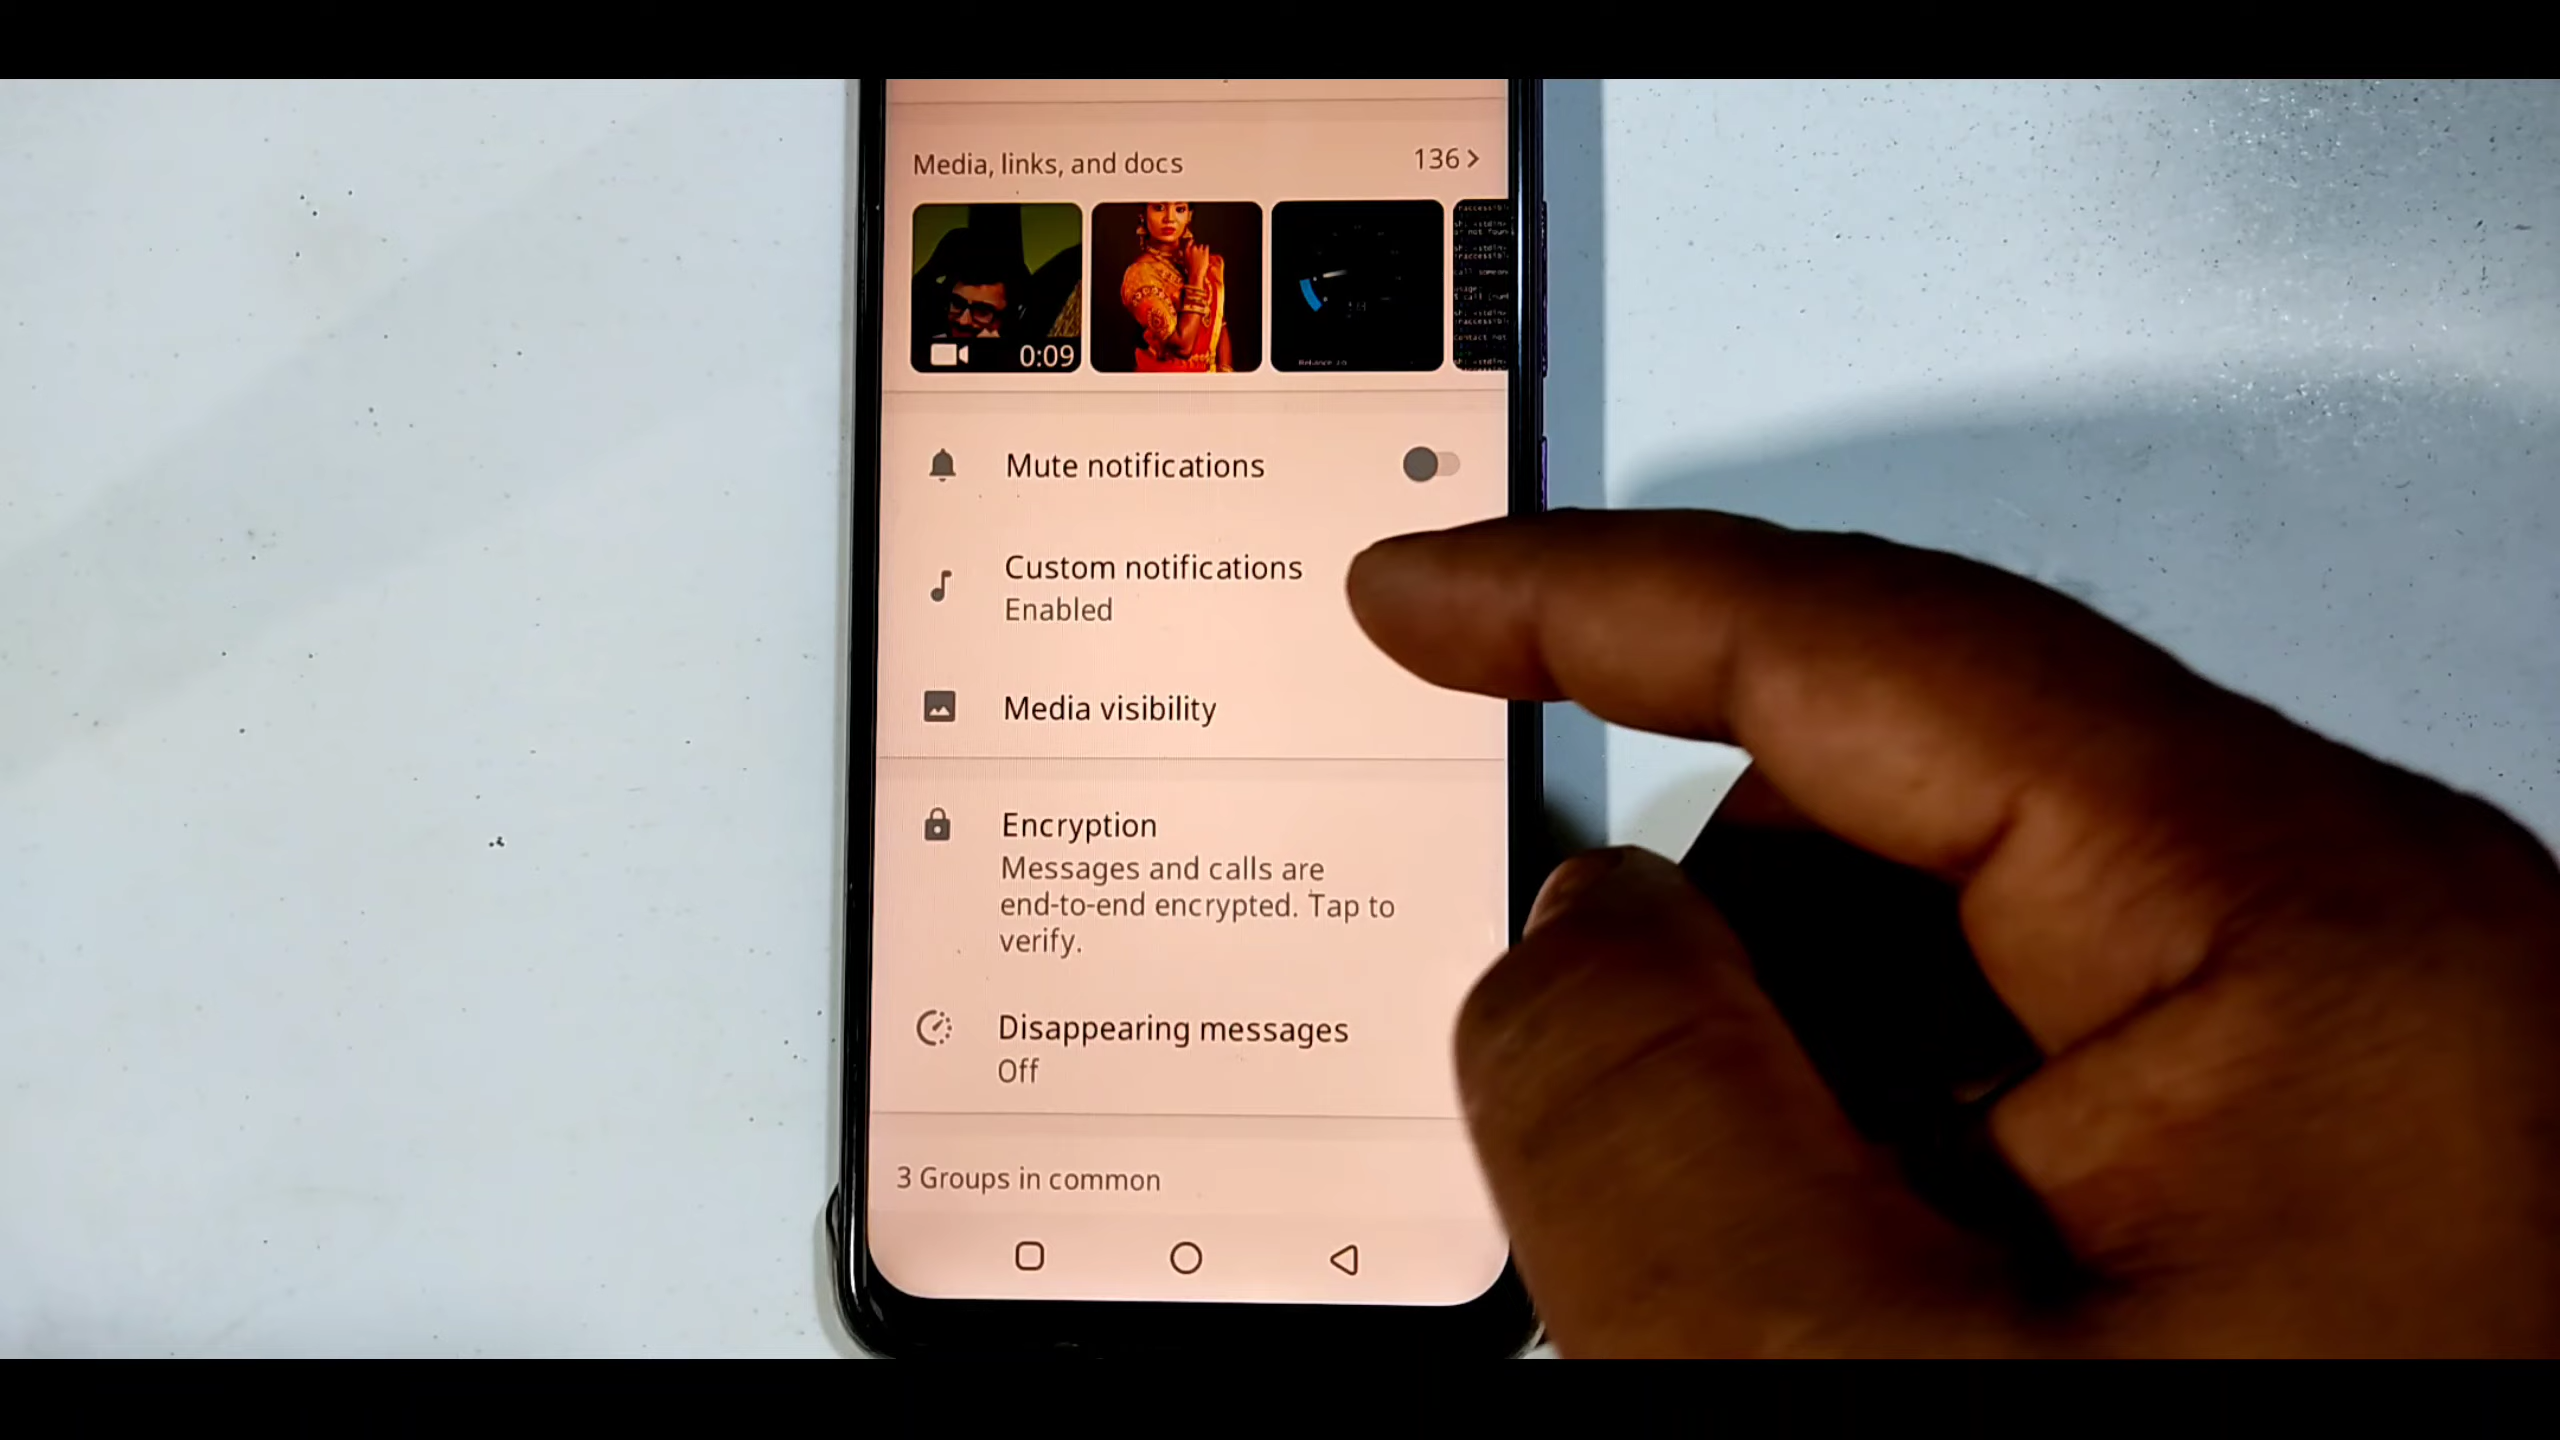 Media, links, and docs
136 >
0:09
Mute notifications
Custom notifications
Enabled
Media visibility
Encryption
Messages and calls are
end-to-end encrypted. Tap to
verify.
Disappearing messages
Off
3 Groups in common